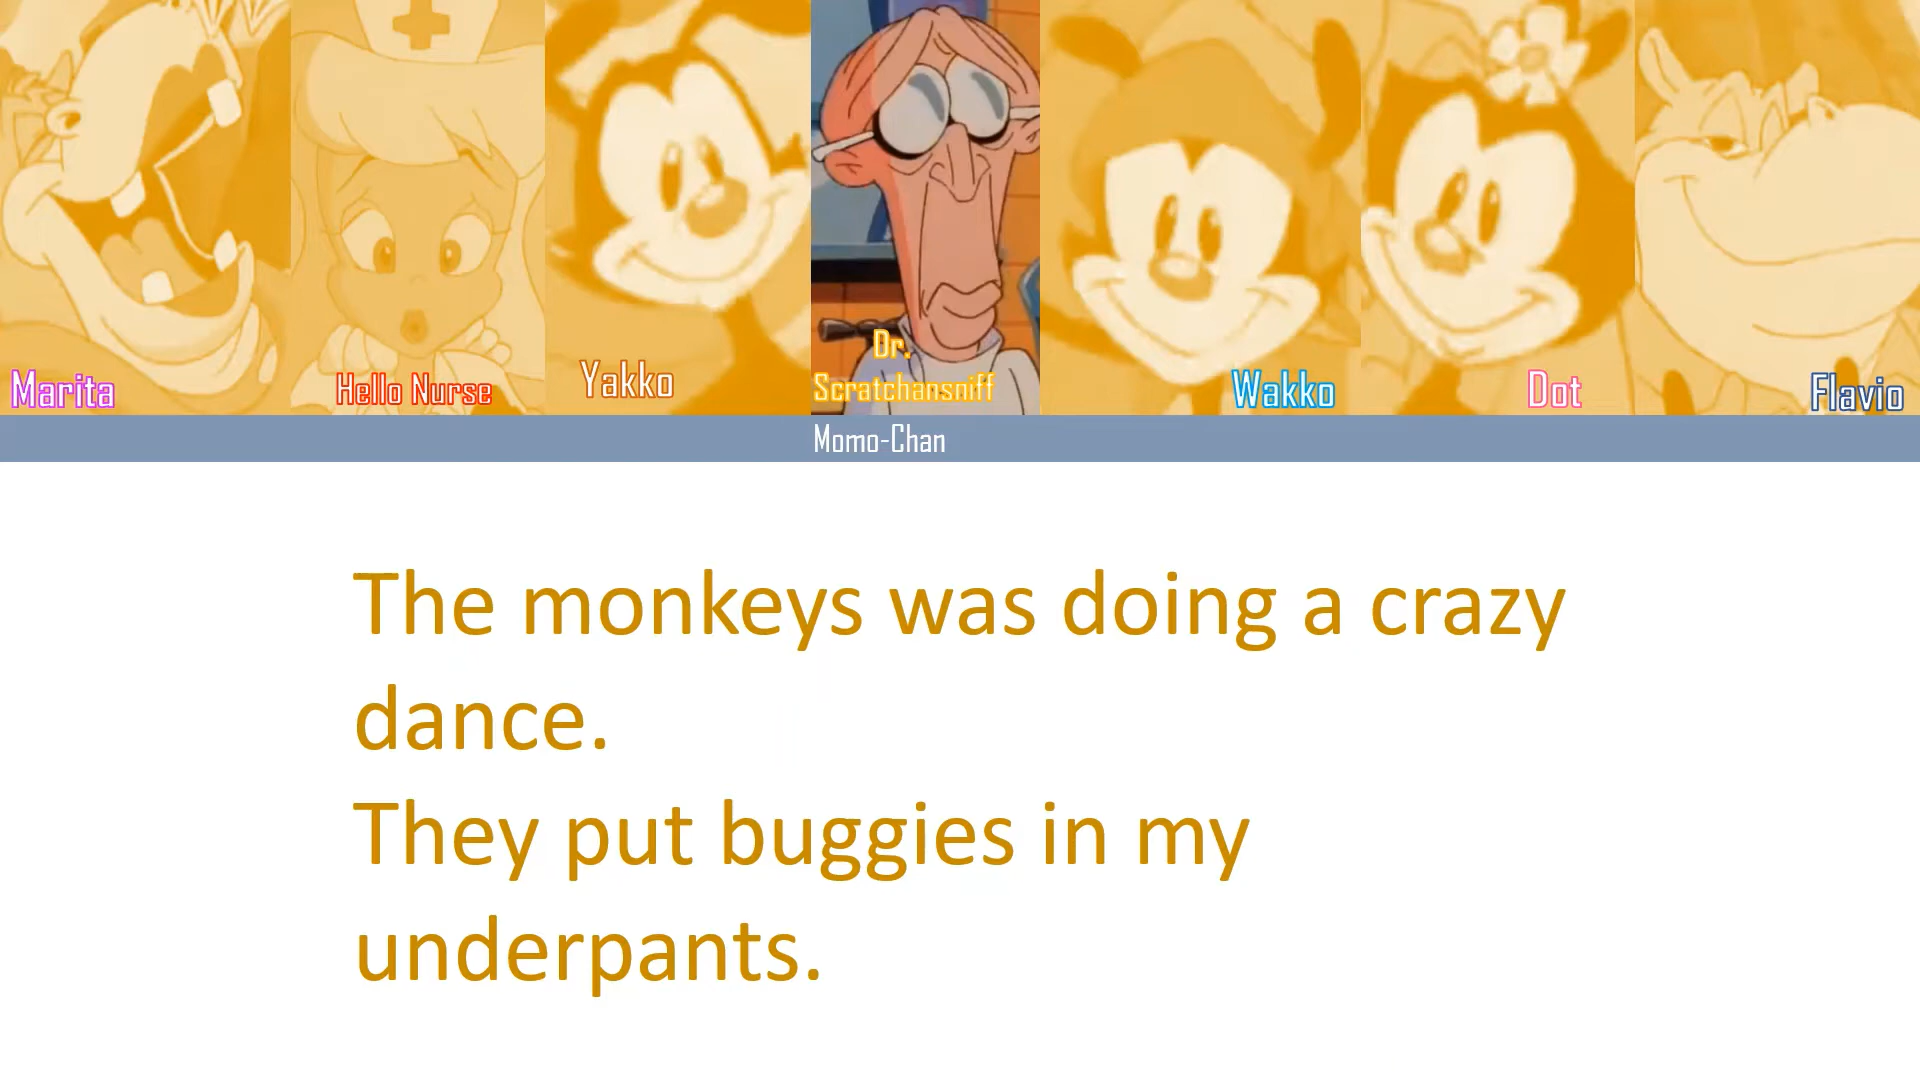 Marita
Hello Nurse
Yakko
Dr.
Scratchansniff
Wakko
Dot
Flavio
Momo-Chan
The monkeys was doing a crazy
dance.
They put buggies in my
underpants.